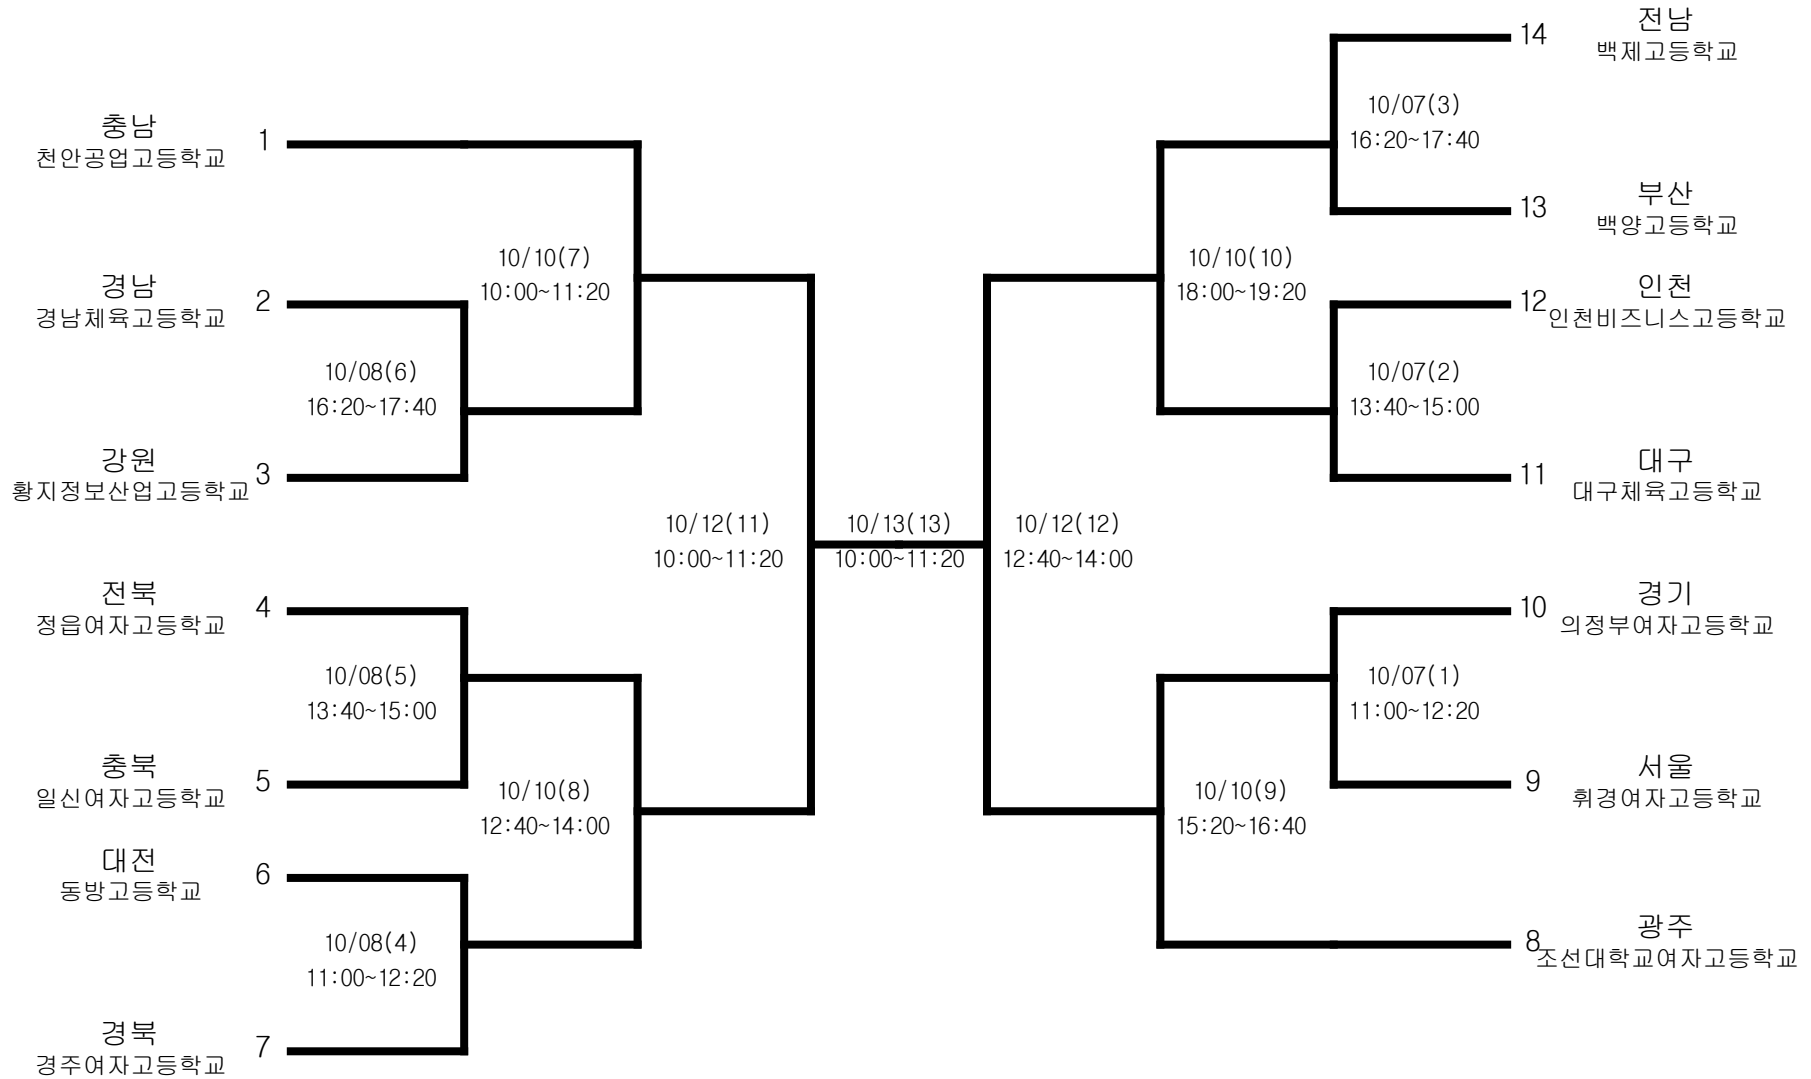 충남
천안공업고등학교
1
경남
경남체육고등학교
2
10/08(6)
16:20~17:40
강원
황지정보산업고등학교
3
10/10(7)
10:00~11:20
전북
정읍여자고등학교
4
10/08(5)
13:40~15:00
충북
일신여자고등학교
5
10/10(8)
12:40~14:00
대전
동방고등학교
6
10/08(4)
11:00~12:20
경북
경주여자고등학교
7
10/12(11)
10:00~11:20
10/13(13)
10:00~11:20
10/12(12)
12:40~14:00
14
전남
백제고등학교
10/07(3)
16:20~17:40
13
부산
백양고등학교
10/10(10)
18:00~19:20
12
인천
인천비즈니스고등학교
10/07(2)
13:40~15:00
11
대구
대구체육고등학교
10
경기
의정부여자고등학교
10/07(1)
11:00~12:20
9
서울
휘경여자고등학교
10/10(9)
15:20~16:40
8
광주
조선대학교여자고등학교